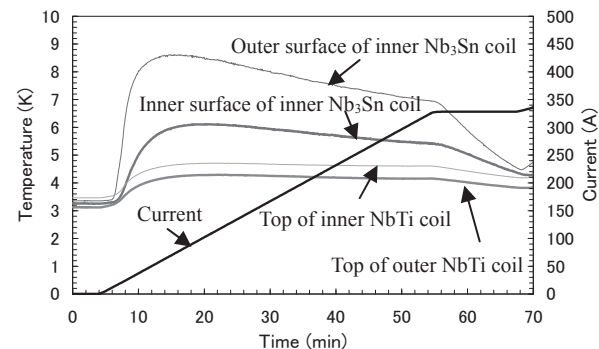 Temperature (K)
10
9
8
7
6
5
4
3
2
1
0
Outer surface of inner Nb₃Sn coil
Inner surface of inner Nb₃Sn coil
Current
Top of inner NbTi coil
Top of outer NbTi coil
500
450
400
350
300
250
200
150
100
50
0
Current (A)
0 10 20 30 40 50 60 70
Time (min)